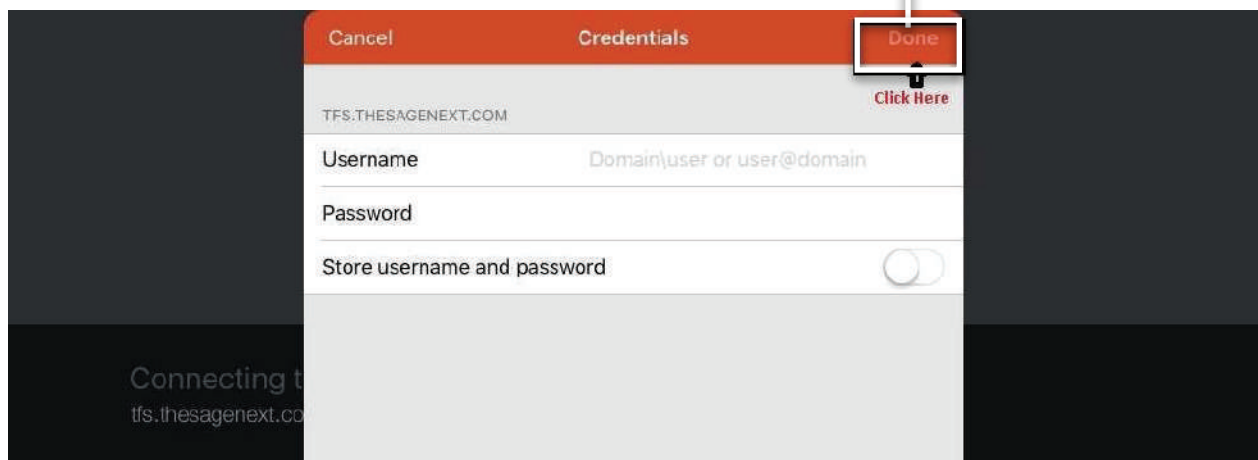 Cancel Credentials Done
Click Here
TFS.THESAGENEXT.COM
Username Domain\user or user@domain
Password
Store username and password
Connecting t
tfs.thesagenext.co